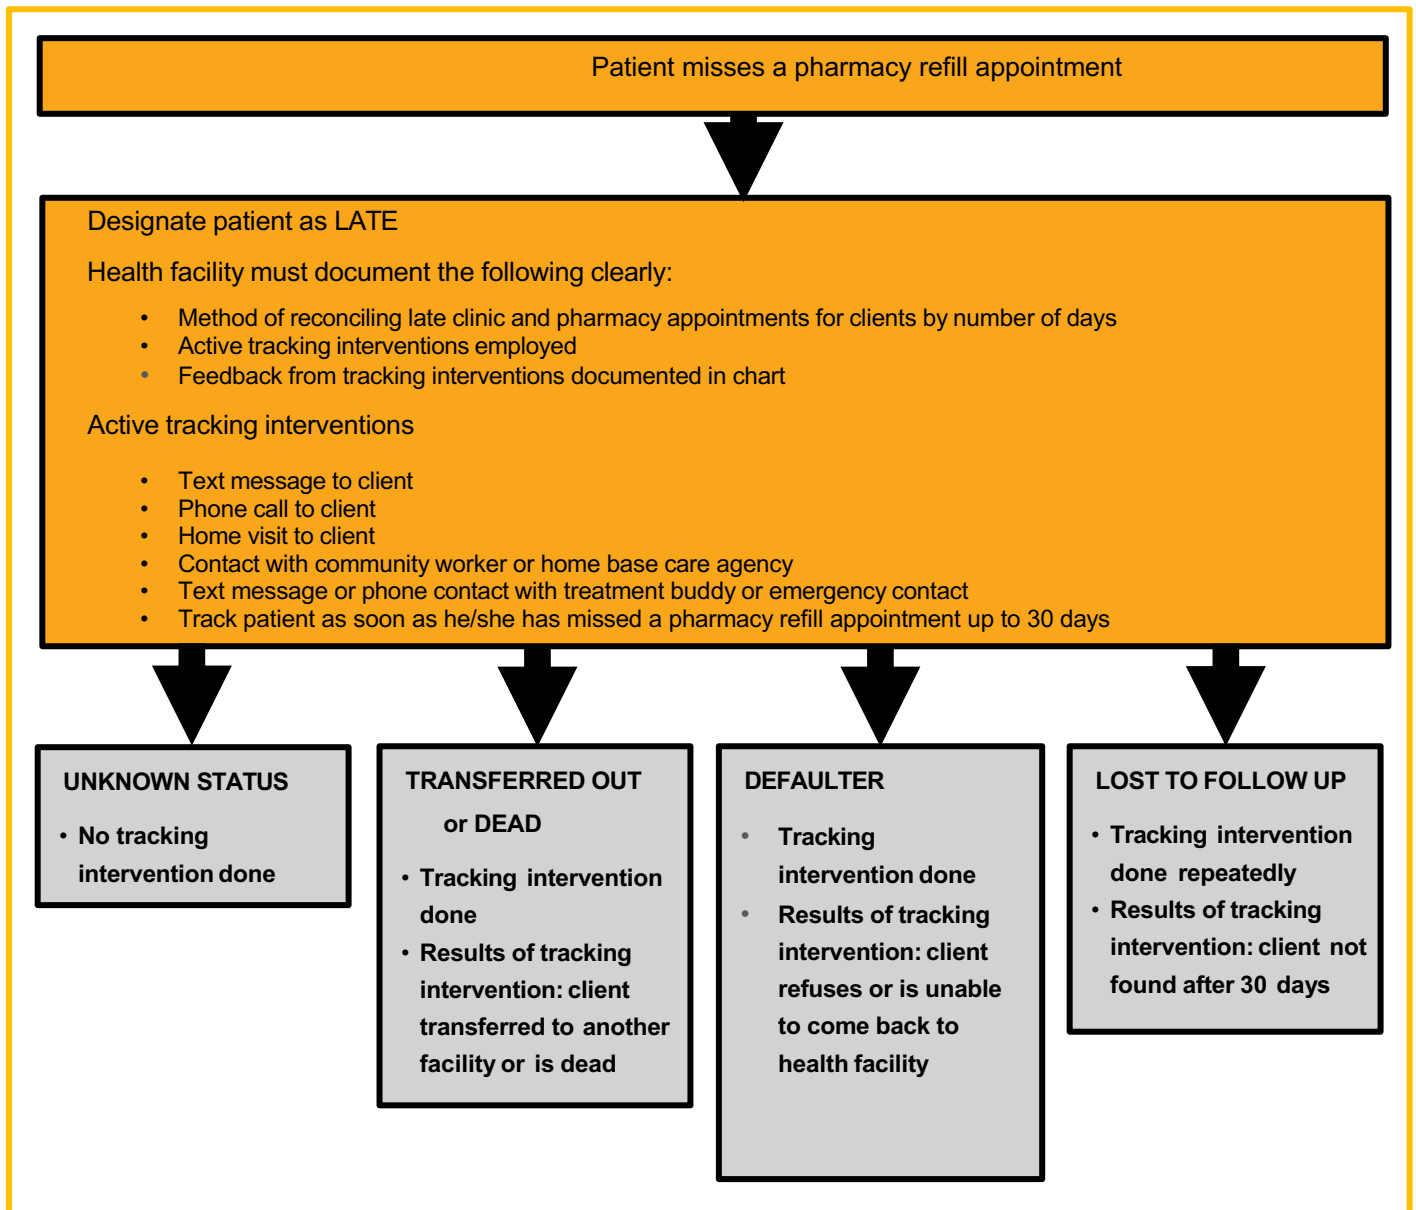 Patient misses a pharmacy refill appointment
Designate patient as LATE
Health facility must document the following clearly:
• Method of reconciling late clinic and pharmacy appointments for clients by number of days
• Active tracking interventions employed
• Feedback from tracking interventions documented in chart
Active tracking interventions
• Text message to client
• Phone call to client
• Home visit to client
• Contact with community worker or home base care agency
• Text message or phone contact with treatment buddy or emergency contact
• Track patient as soon as he/she has missed a pharmacy refill appointment up to 30 days
UNKNOWN STATUS
• No tracking
intervention done
TRANSFERRED OUT
or DEAD
• Tracking intervention
done
• Results of tracking
intervention: client
transferred to another
facility or is dead
DEFAULTER
• Tracking
intervention done
• Results of tracking
intervention: client
refuses or is unable
to come back to
health facility
LOST TO FOLLOW UP
• Tracking intervention
done repeatedly
• Results of tracking
intervention: client not
found after 30 days